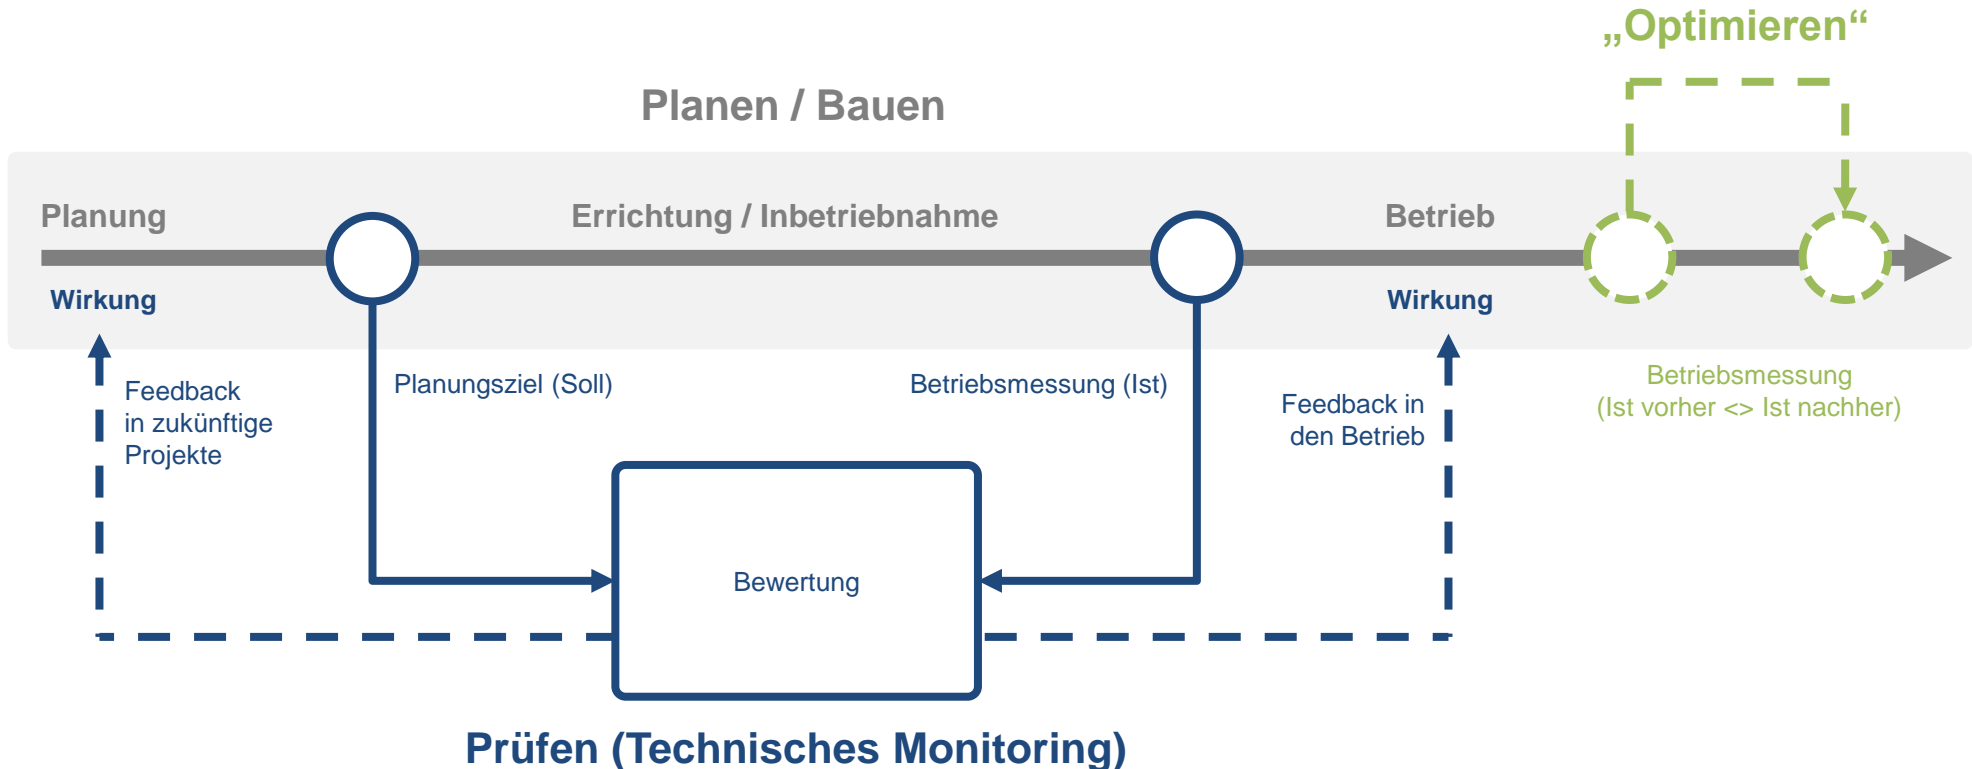 „Optimieren“
Planen / Bauen
Planung
Errichtung / Inbetriebnahme
Betrieb
Wirkung
Wirkung
Feedback
in zukünftige
Projekte
Planungsziel (Soll)
Betriebsmessung (Ist)
Feedback in
den Betrieb
Betriebsmessung
(Ist vorher <> Ist nachher)
Bewertung
Prüfen (Technisches Monitoring)